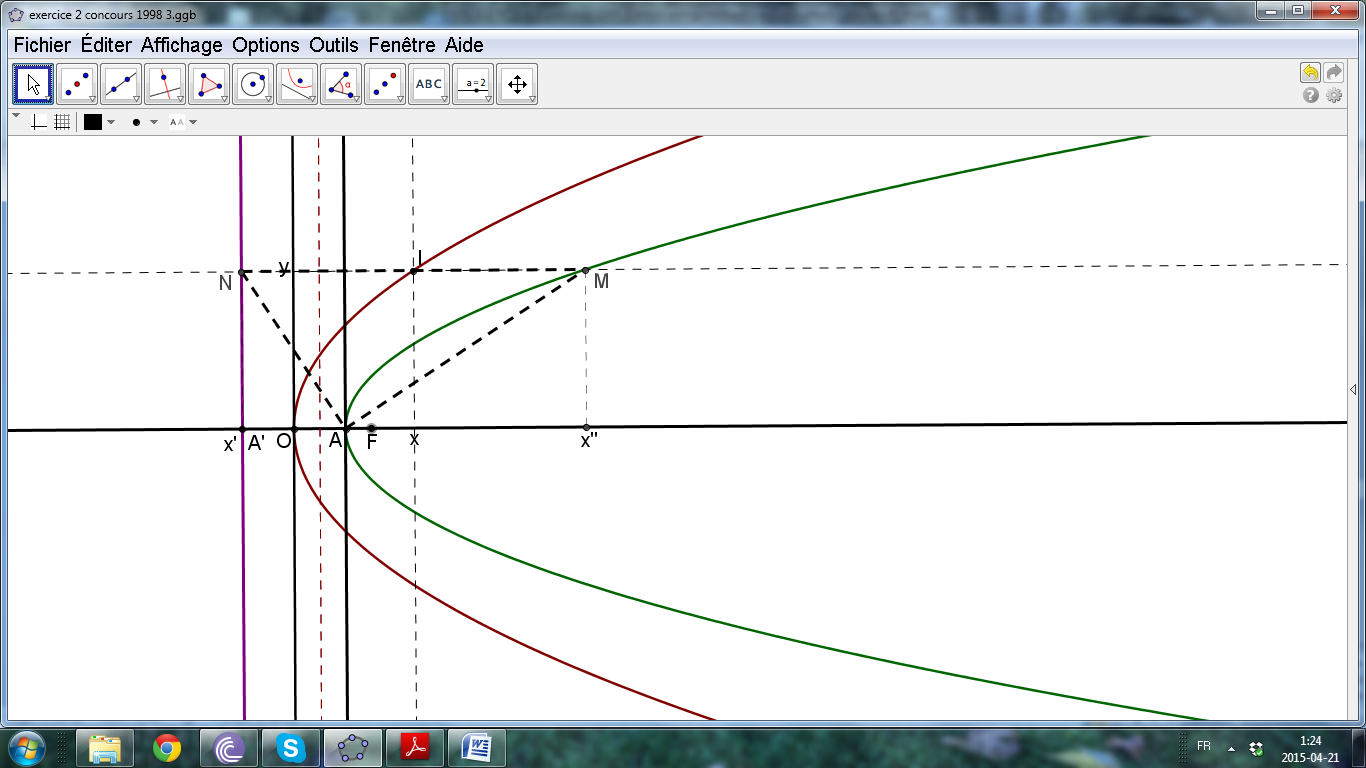 exercice 2 concours 1998 3.ggb
Fichier Éditer Affichage Options Outils Fenêtre Aide
ABC a=2
A A
y I
N M
x' A' O A F x x"
FR 1:24
2015-04-21